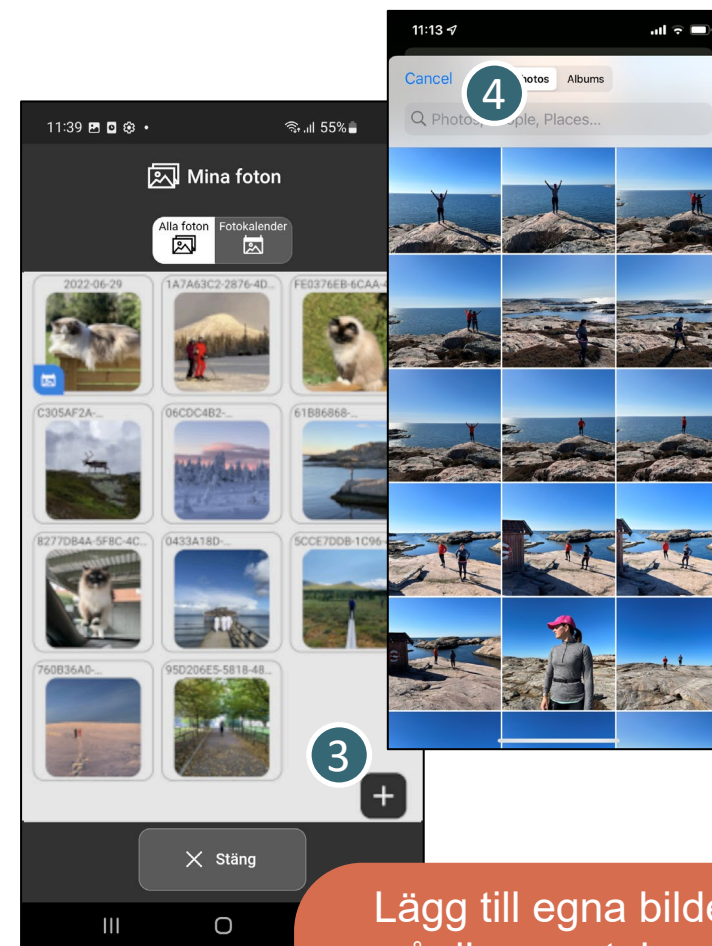 11:13
Cancel
4
hotos
Albums
Photos, People, Places...
11:39
55%
Mina foton
Alla foton
Fotokalender
2022-06-29
1A7A63C2-2876-4D...
FE0376EB-6CAA-4
C305AF2A-...
06CDC4B2-...
61B86868-...
8277DB4A-5F8C-4C...
0433A18D-...
5CCE7DDB-1C96-
760B36A0-...
95D206E5-5818-48...
3
+
Stäng
Lägg till egna bilde